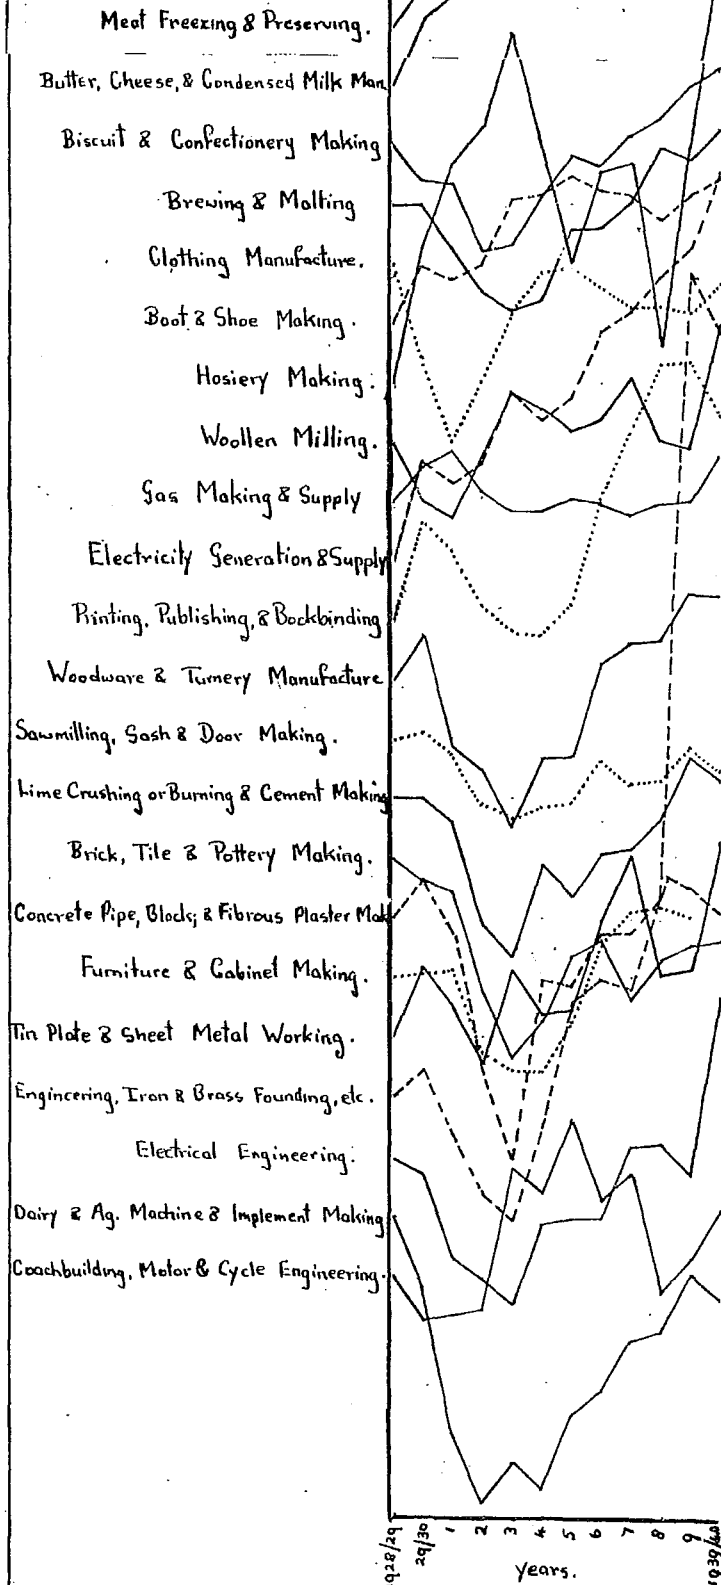 Meat Freezing & Preserving.
Butter, Cheese, & Condensed Milk Man
Biscuit & Confectionery Making
Brewing & Malting
Clothing Manufacture.
Boot & Shoe Making.
Hosiery Making.
Woollen Milling.
Gas Making & Supply
Electricity Generation & Supply
Printing, Publishing, & Bookbinding
Woodware & Turnery Manufacture
Sawmilling, Sash & Door Making.
Lime Crushing or Burning & Cement Making
Brick, Tile & Pottery Making.
Concrete Pipe, Block, & Fibrous Plaster Mak
Furniture & Cabinet Making.
Tin Plate & Sheet Metal Working.
Engineering, Iron & Brass Founding, etc.
Electrical Engineering.
Dairy & Ag. Machine & Implement Making
Coachbuilding, Motor & Cycle Engineering.
1928/29 29/30 1 2 3 4 5 6 7 8 9 1939/40
Years.